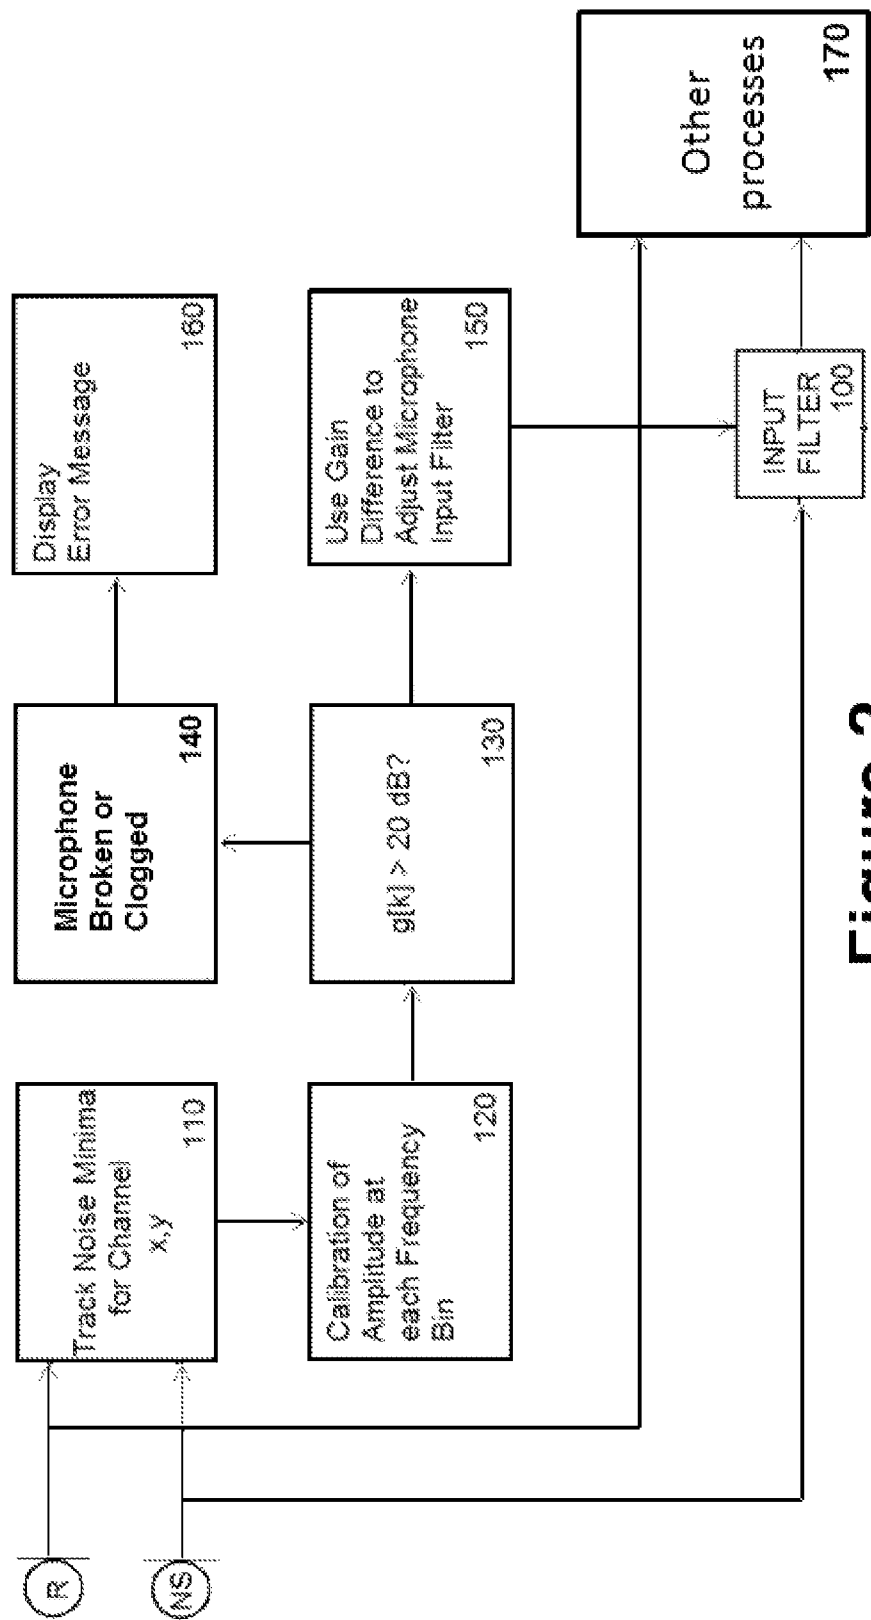 R
NS
Track Noise Minima
for Channel
x,y
110
Calibration of
Amplitude at
each Frequency
Bin
120
Microphone
Broken or
Clogged
140
g[k] > 20 dB?
130
Display
Error Message
160
Use Gain
Difference to
Adjust Microphone
Input Filter
150
INPUT
FILTER
100
Other
processes
170
Figure